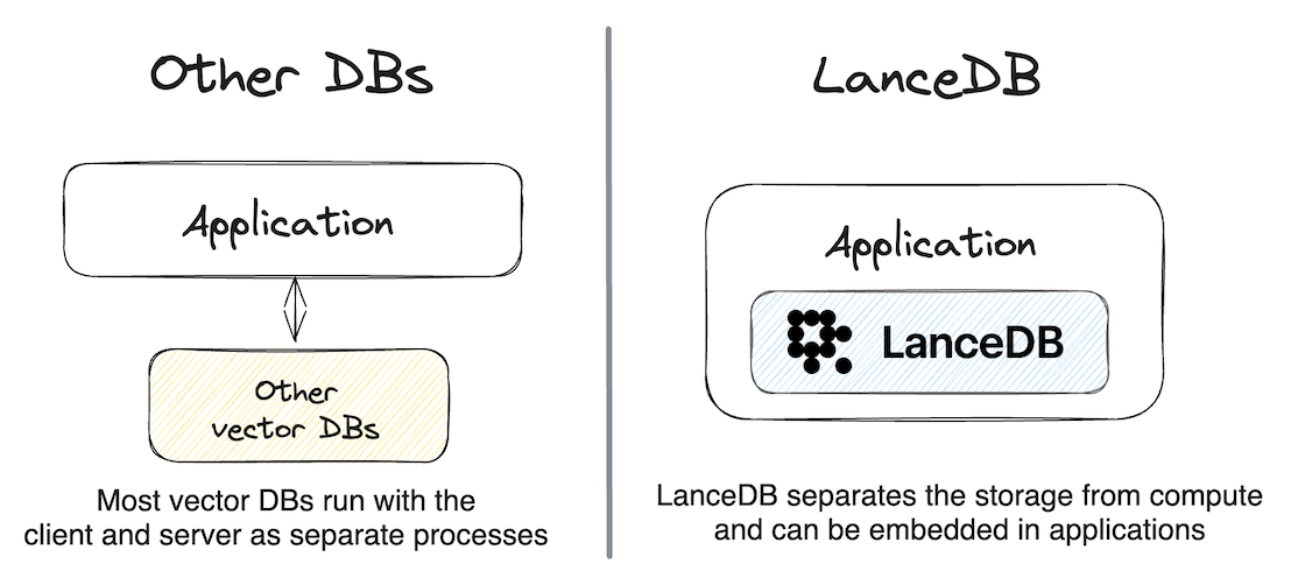 Other DBs
Application
Other
vector DBs
Most vector DBs run with the
client and server as separate processes
LanceDB
Application
LanceDB
LanceDB separates the storage from compute
and can be embedded in applications